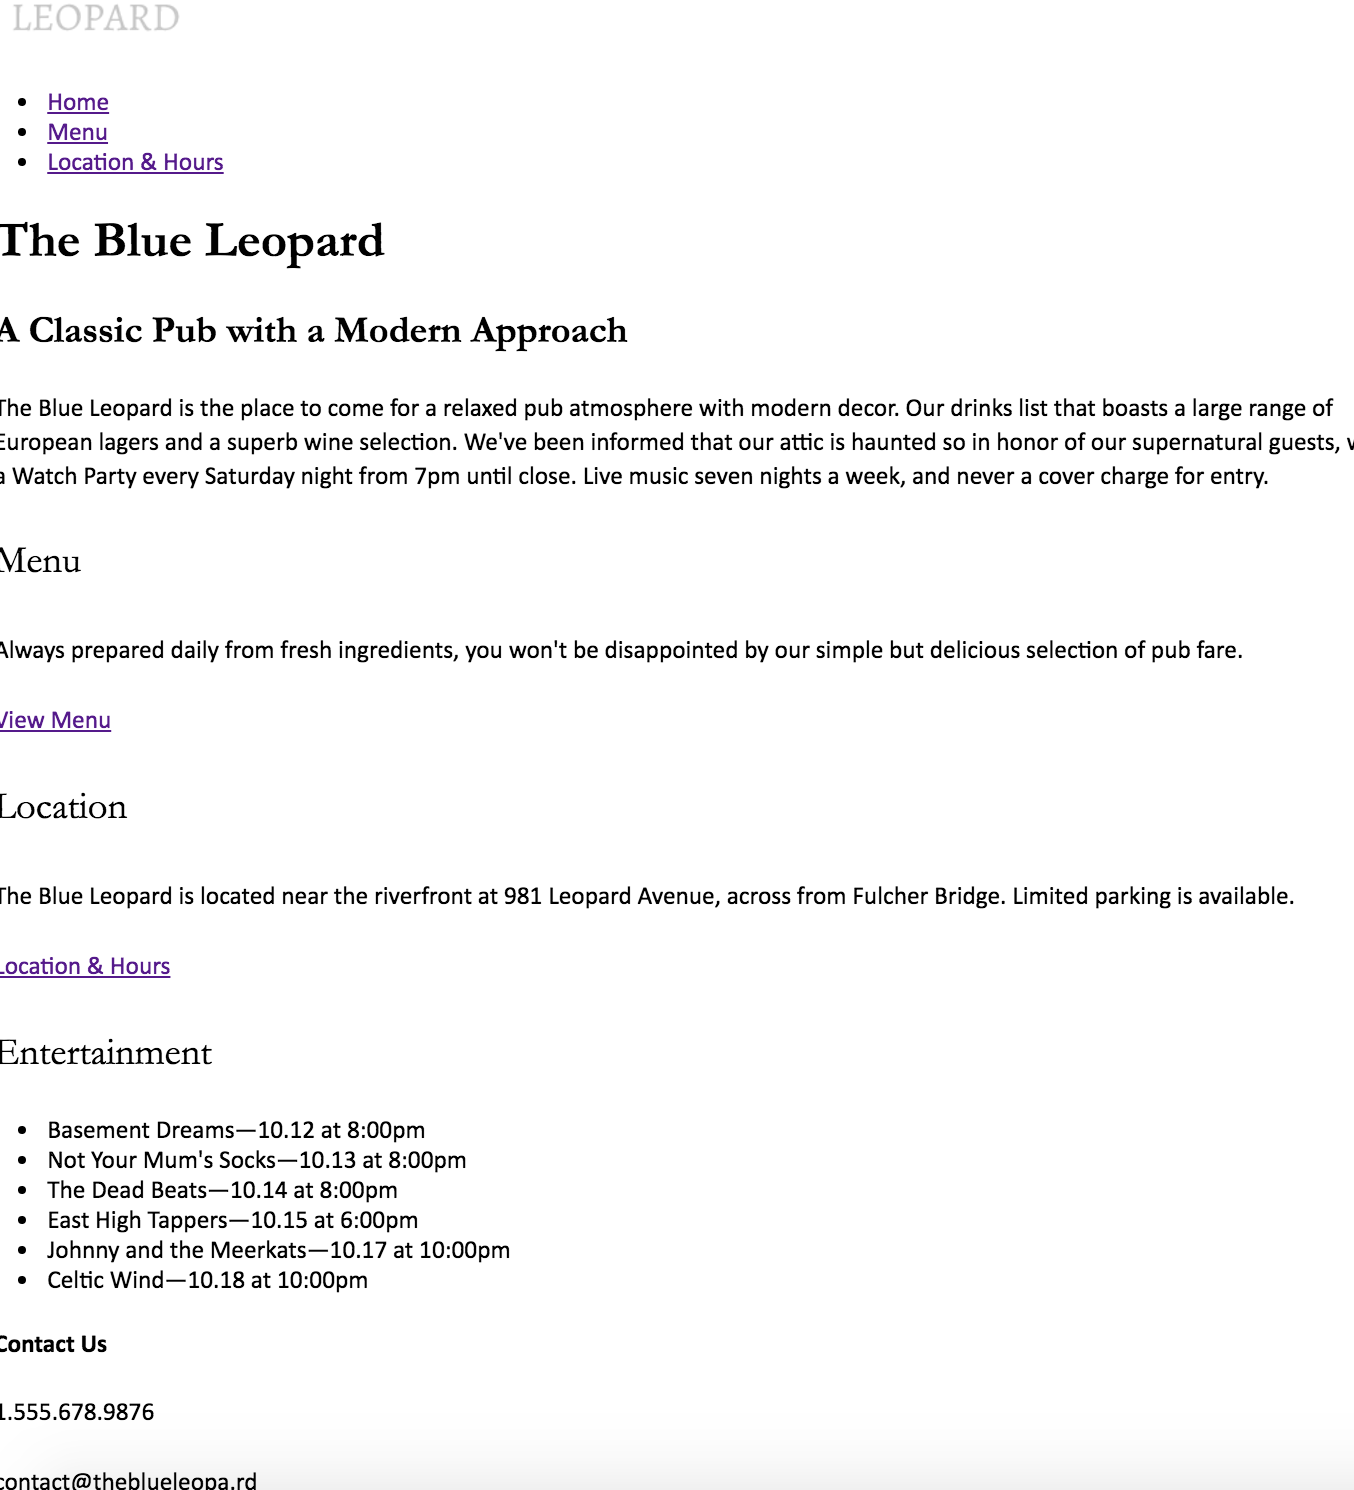 LEOPARD
Home
Menu
Location & Hours
The Blue Leopard
A Classic Pub with a Modern Approach
The Blue Leopard is the place to come for a relaxed pub atmosphere with modern decor. Our drinks list that boasts a large range of
European lagers and a superb wine selection. We've been informed that our attic is haunted so in honor of our supernatural guests,
a Watch Party every Saturday night from 7pm until close. Live music seven nights a week, and never a cover charge for entry.
Menu
Always prepared daily from fresh ingredients, you won't be disappointed by our simple but delicious selection of pub fare.
View Menu
Location
The Blue Leopard is located near the riverfront at 981 Leopard Avenue, across from Fulcher Bridge. Limited parking is available.
Location & Hours
Entertainment
Basement Dreams—10.12 at 8:00pm
Not Your Mum's Socks—10.13 at 8:00pm
The Dead Beats—10.14 at 8:00pm
East High Tappers—10.15 at 6:00pm
Johnny and the Meerkats—10.17 at 10:00pm
Celtic Wind—10.18 at 10:00pm
Contact Us
1.555.678.9876
contact@theblueleopa.rd